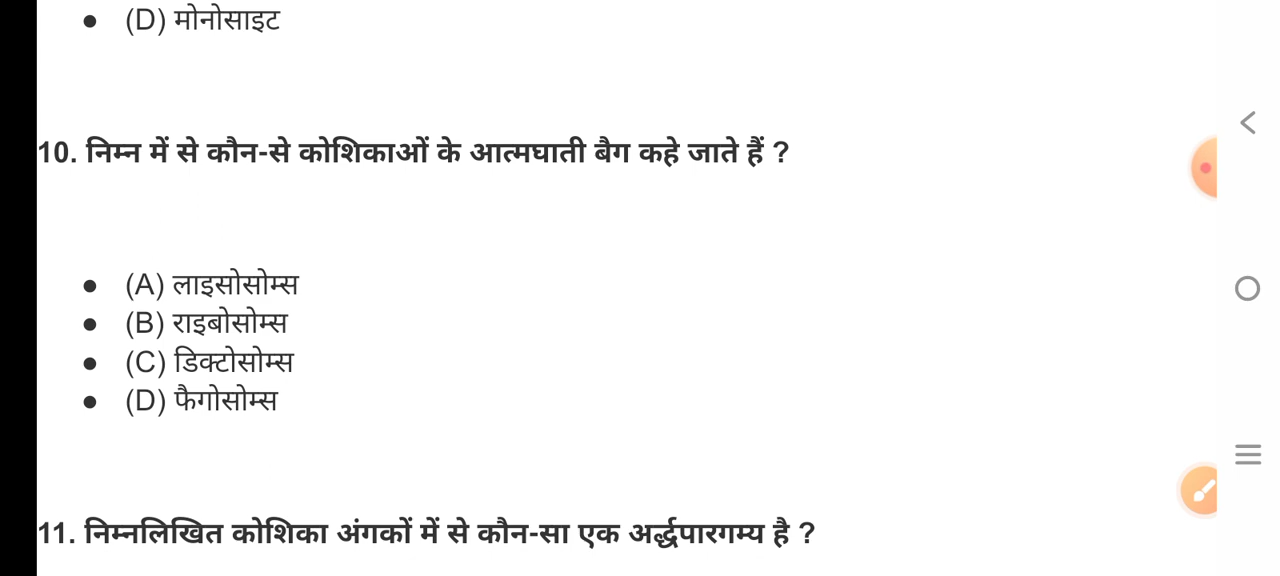 • (D) मोनोसाइट
10. निम्न में से कौन-से कोशिकाओं के आत्मघाती बैग कहे जाते हैं ?
• (A) लाइसोसोम्स
• (B) राइबोसोम्स
• (C) डिक्टोसोम्स
• (D) फैगोसोम्स
11. निम्नलिखित कोशिका अंगकों में से कौन-सा एक अर्द्धपारगम्य है ?